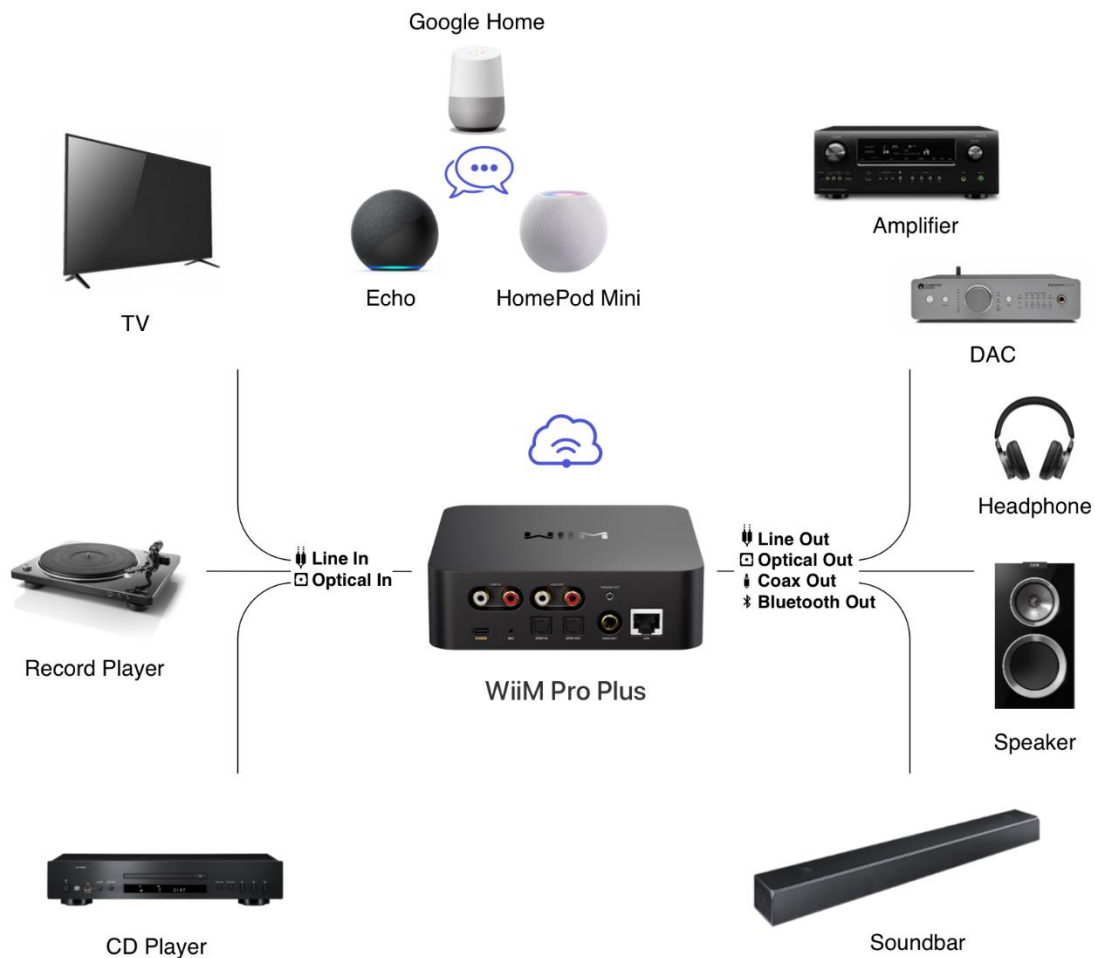 Google Home
TV
Echo
HomePod Mini
Amplifier
DAC
Headphone
Line In
Optical In
Line Out
Optical Out
Coax Out
Bluetooth Out
WiiM
Record Player
WiiM Pro Plus
Speaker
CD Player
Soundbar